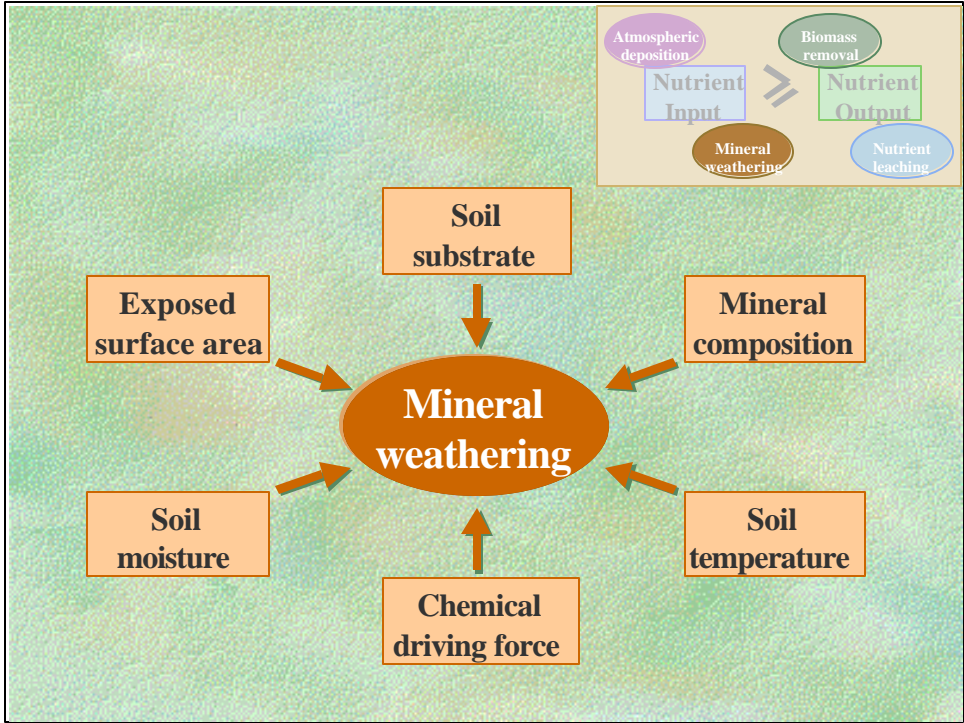 Atmospheric
deposition
Biomass
removal
Nutrient
Input
⩾
Nutrient
Output
Mineral
weathering
Nutrient
leaching
Soil
substrate
Exposed
surface area
Mineral
composition
Mineral
weathering
Soil
moisture
Soil
temperature
Chemical
driving force